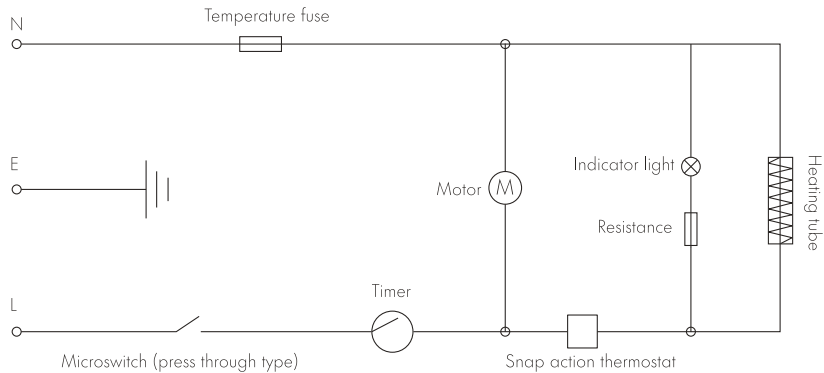 Temperature fuse
N
E
Indicator light
Motor
M
Heating tube
Resistance
Timer
L
Microswitch (press through type)
Snap action thermostat